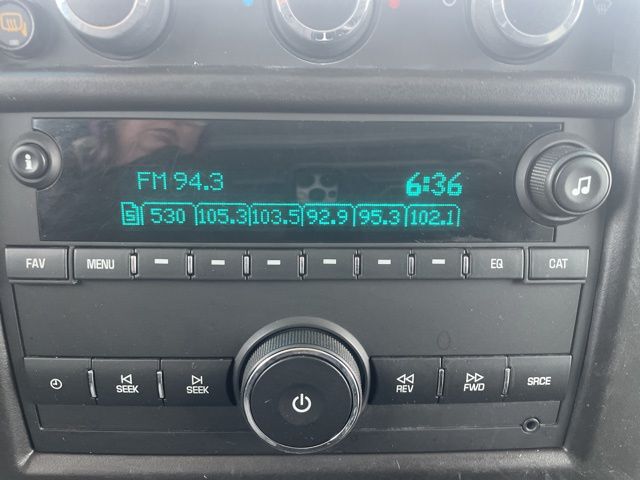 FM 94.3 6:36
5 530 105.3 103.5 92.9 95.3 102.1
FAV MENU EQ CAT
SEEK SEEK REV FWD SRCE